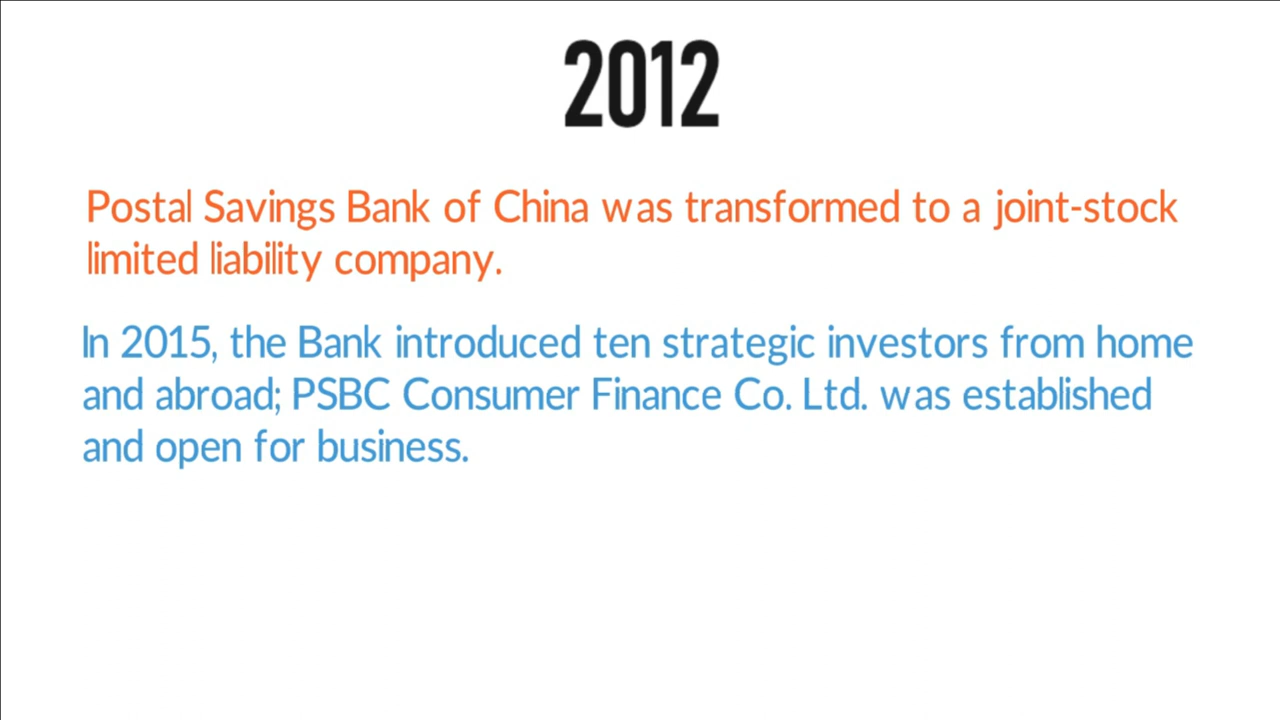 2012
Postal Savings Bank of China was transformed to a joint-stock
limited liability company.
In 2015, the Bank introduced ten strategic investors from home
and abroad; PSBC Consumer Finance Co. Ltd. was established
and open for business.